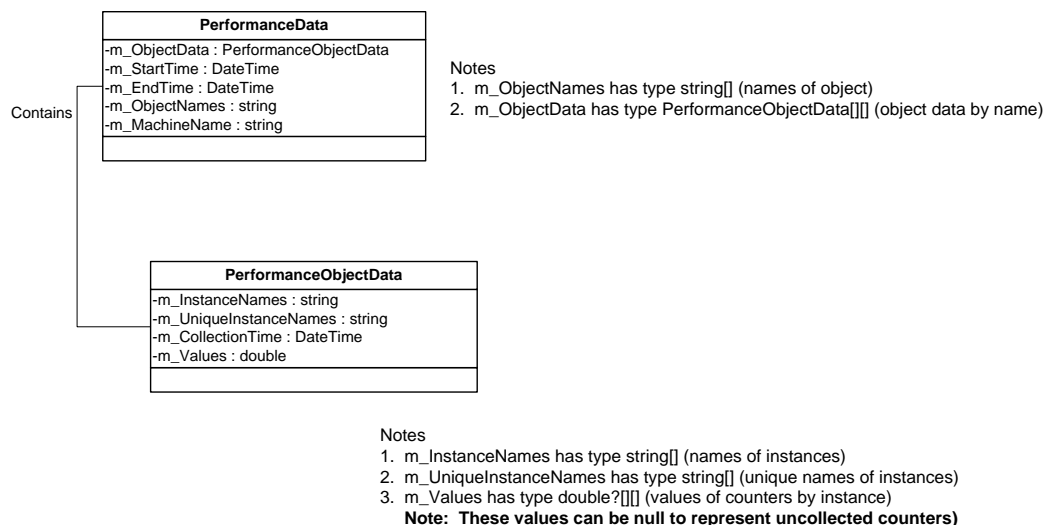 PerformanceData
-m_ObjectData : PerformanceObjectData
-m_StartTime : DateTime
-m_EndTime : DateTime
-m_ObjectNames : string
-m_MachineName : string
Notes
1. m_ObjectNames has type string[] (names of object)
2. m_ObjectData has type PerformanceObjectData[][] (object data by name)
Contains
PerformanceObjectData
-m_InstanceNames : string
-m_UniqueInstanceNames : string
-m_CollectionTime : DateTime
-m_Values : double
Notes
1. m_InstanceNames has type string[] (names of instances)
2. m_UniqueInstanceNames has type string[] (unique names of instances)
3. m_Values has type double?[][] (values of counters by instance)
Note: These values can be null to represent uncollected counters)